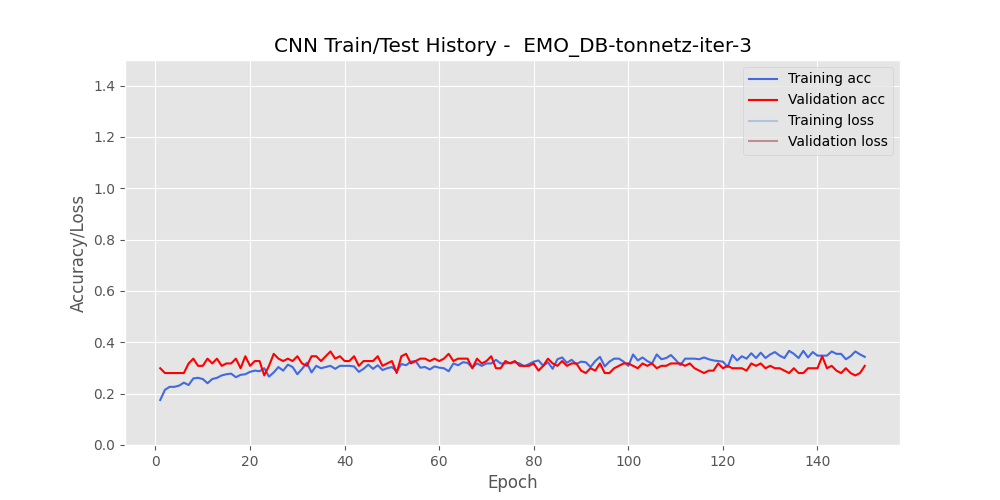 CNN Train/Test History -  EMO_DB-tonnetz-iter-3
Training acc
Validation acc
Training loss
Validation loss
Accuracy/Loss
1.4
1.2
1.0
0.8
0.6
0.4
0.2
0.0
0 20 40 60 80 100 120 140
Epoch